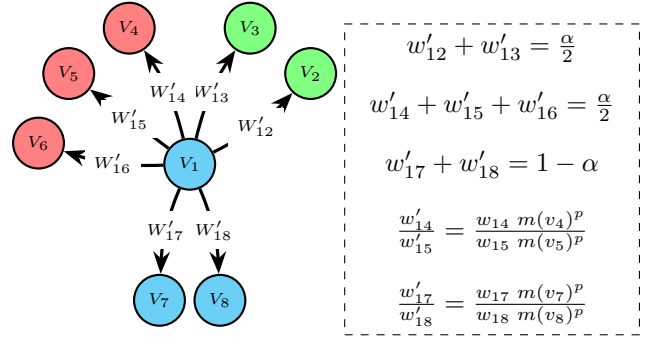 V₄
V₃
V₅
V₂
V₆
V₁
V₇
V₈
W′₁₄
W′₁₃
W′₁₅
W′₁₂
W′₁₆
W′₁₇
W′₁₈
w′₁₂ + w′₁₃ = α/2
w′₁₄ + w′₁₅ + w′₁₆ = α/2
w′₁₇ + w′₁₈ = 1 − α
w′₁₄/w′₁₅ = w₁₄ m(v₄)ᵖ/w₁₅ m(v₅)ᵖ
w′₁₇/w′₁₈ = w₁₇ m(v₇)ᵖ/w₁₈ m(v₈)ᵖ